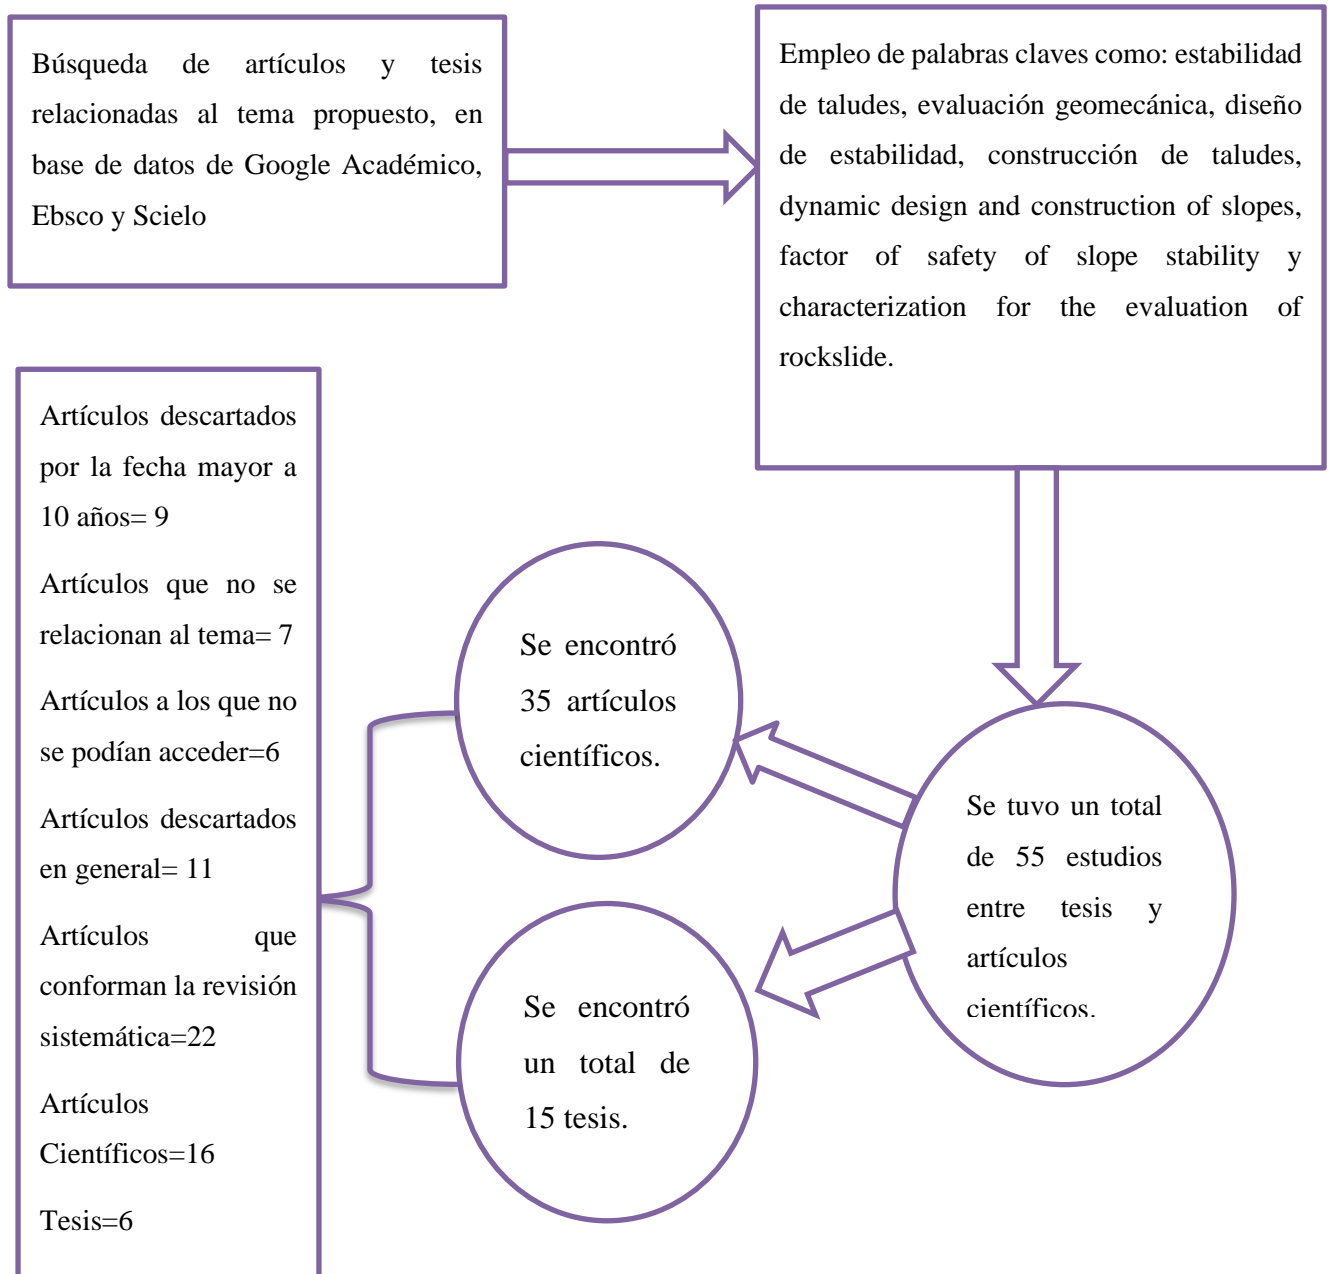 Búsqueda de artículos y tesis
relacionadas al tema propuesto, en
base de datos de Google Académico,
Ebsco y Scielo
Empleo de palabras claves como: estabilidad
de taludes, evaluación geomecánica, diseño
de estabilidad, construcción de taludes,
dynamic design and construction of slopes,
factor of safety of slope stability y
characterization for the evaluation of
rockslide.
Se tuvo un total
de 55 estudios
entre tesis y
artículos
científicos.
Se encontró
35 artículos
científicos.
Se encontró
un total de
15 tesis.
Artículos descartados
por la fecha mayor a
10 años= 9
Artículos que no se
relacionan al tema= 7
Artículos a los que no
se podían acceder=6
Artículos descartados
en general= 11
Artículos que
conforman la revisión
sistemática=22
Artículos
Científicos=16
Tesis=6